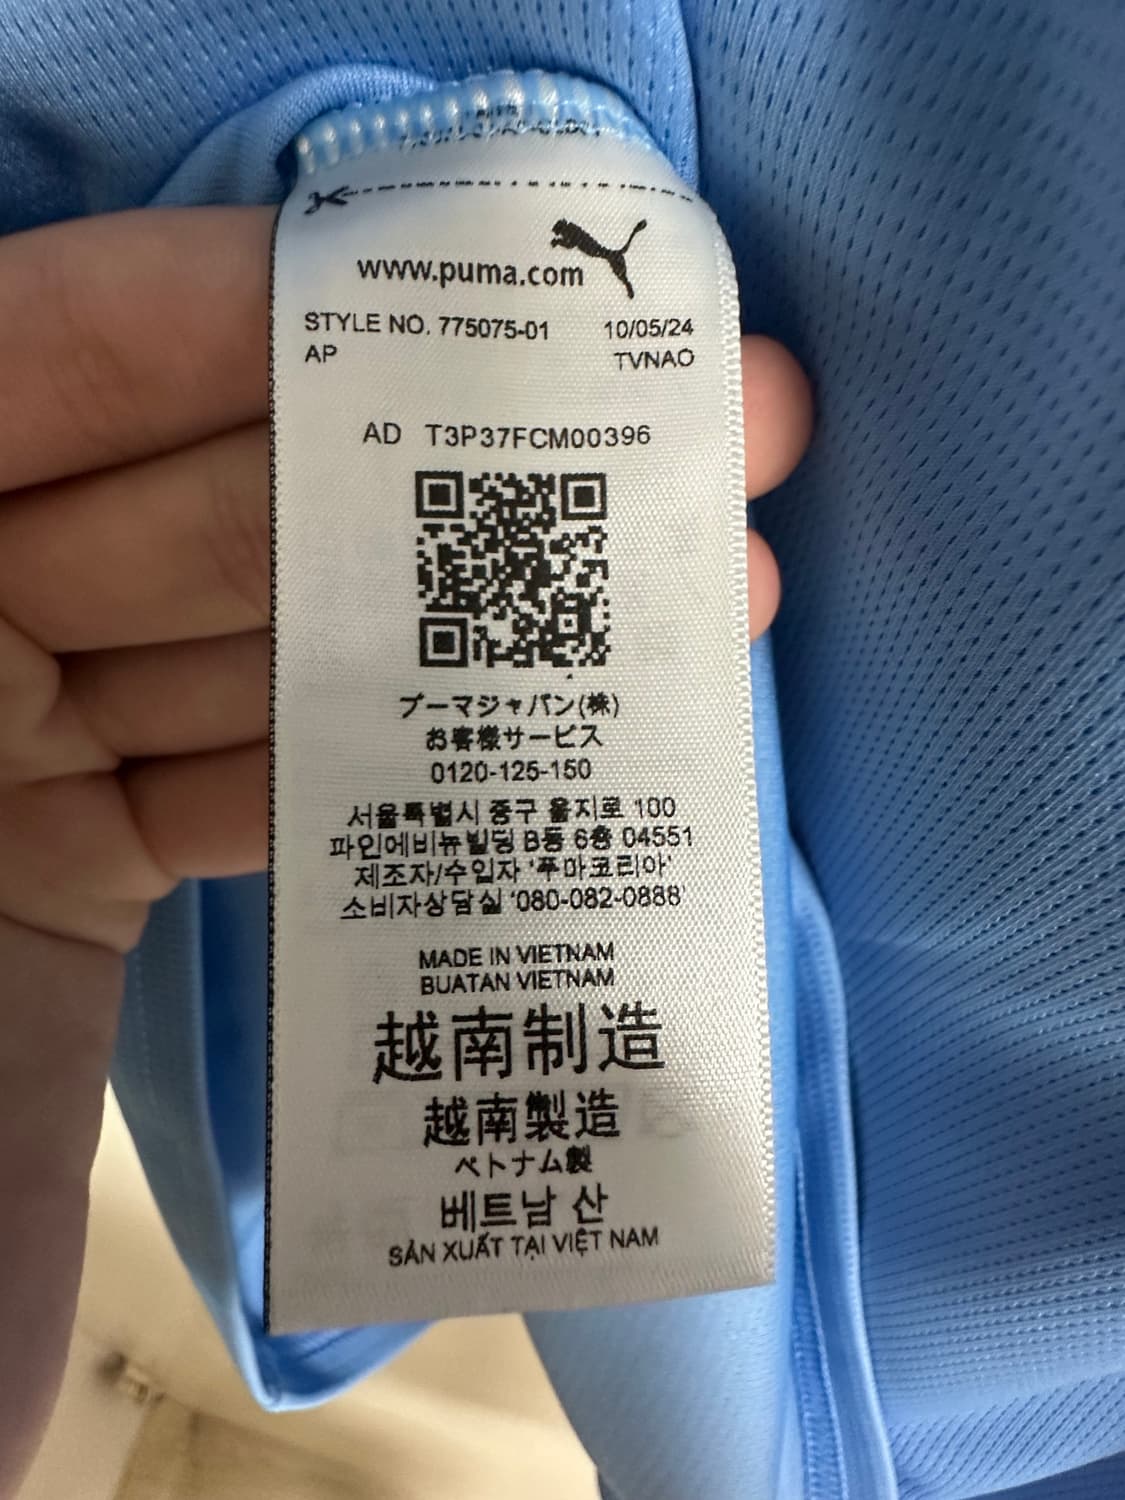 www.puma.com
STYLE NO. 775075-01 10/05/24
AP TVNAO
AD T3P37FCM00396
プーマジャパン(株)
お客様サービス
0120-125-150
서울특별시 중구 을지로 100
파인에비뉴빌딩 B동 6층 04551
제조자/수입자 '푸마코리아'
소비자상담실 '080-082-0888'
MADE IN VIETNAM
BUATAN VIETNAM
越南制造
越南製造
ベトナム製
베트남 산
SẢN XUẤT TẠI VIỆT NAM